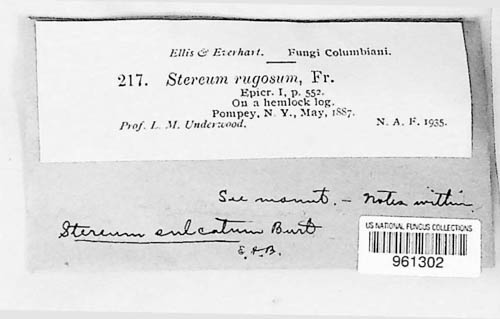 Ellis & Everhart. Fungi Columbiani.
217. Stereum rugosum, Fr.
Epicr. I, p. 552.
On a hemlock log.
Pompey, N. Y., May, 1887.
Prof. L. M. Underwood. N. A. F. 1935.
See manut. – Notes within.
Stereum sulcatum Burt
E.A.B.
US NATIONAL FUNGUS COLLECTIONS
961302